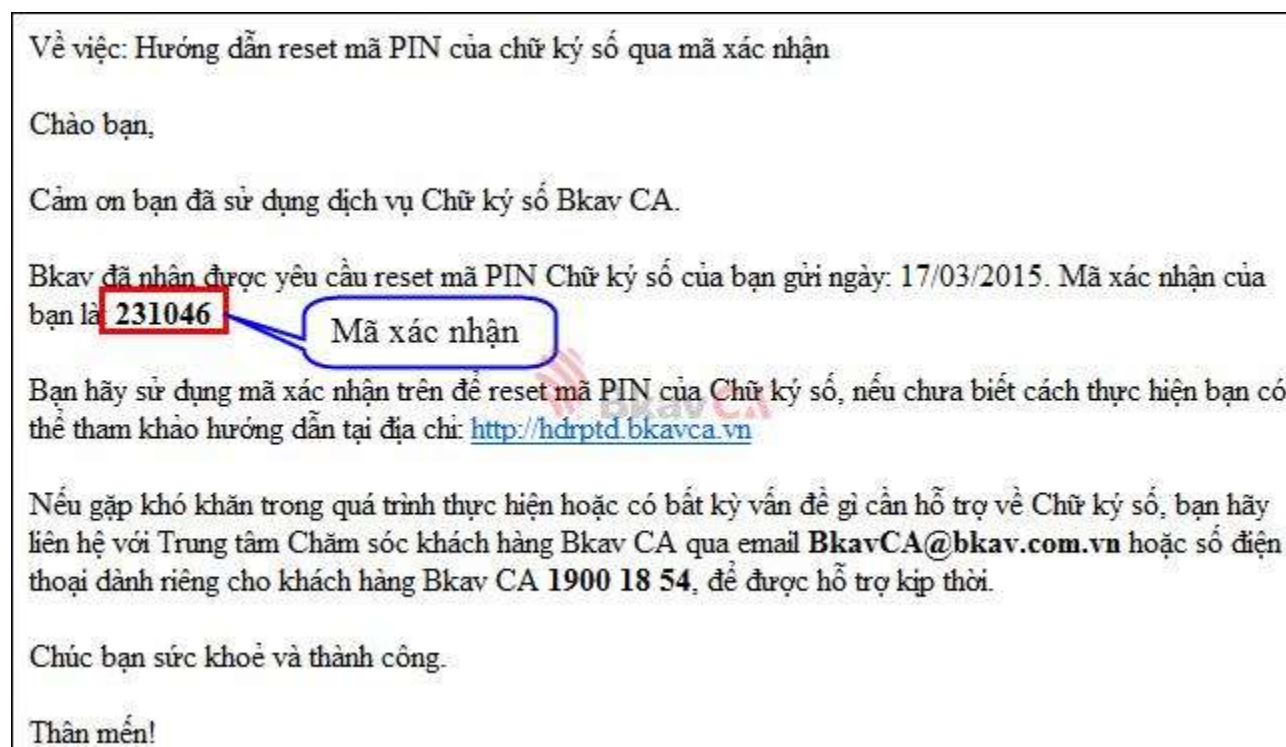 Về việc: Hướng dẫn reset mã PIN của chữ ký số qua mã xác nhận
Chào bạn,
Cảm ơn bạn đã sử dụng dịch vụ Chữ ký số Bkav CA.
Bkav đã nhận được yêu cầu reset mã PIN Chữ ký số của bạn gửi ngày: 17/03/2015. Mã xác nhận của
bạn là 231046
Mã xác nhận
Bạn hãy sử dụng mã xác nhận trên để reset mã PIN của Chữ ký số, nếu chưa biết cách thực hiện bạn có
BkavCA
thể tham khảo hướng dẫn tại địa chỉ: http://hdrptd.bkavca.vn
Nếu gặp khó khăn trong quá trình thực hiện hoặc có bất kỳ vấn đề gì cần hỗ trợ về Chữ ký số, bạn hãy
liên hệ với Trung tâm Chăm sóc khách hàng Bkav CA qua email BkavCA@bkav.com.vn hoặc số điện
thoại dành riêng cho khách hàng Bkav CA 1900 18 54, để được hỗ trợ kịp thời.
Chúc bạn sức khoẻ và thành công.
Thân mến!